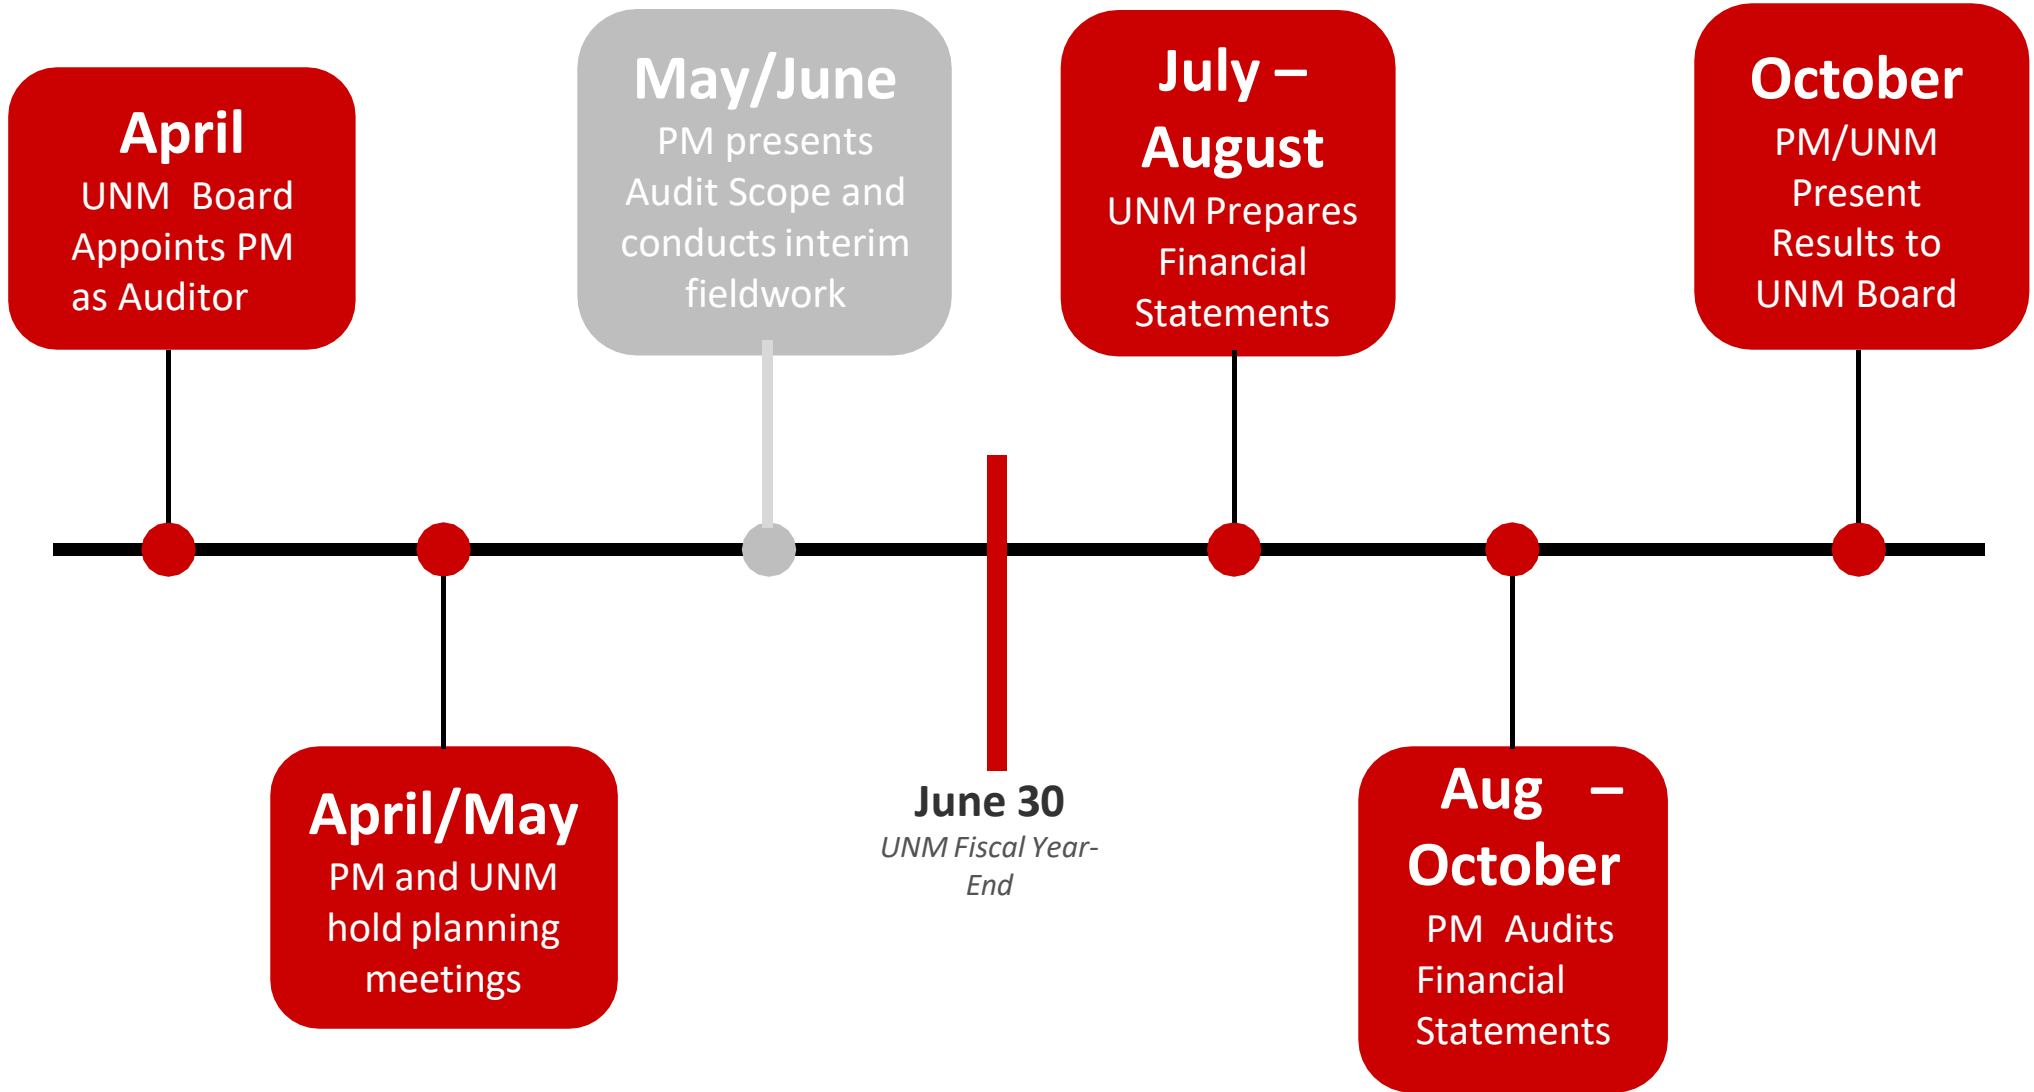 April
UNM Board
Appoints PM
as Auditor
April/May
PM and UNM
hold planning
meetings
May/June
PM presents
Audit Scope and
conducts interim
fieldwork
June 30
UNM Fiscal Year-
End
July –
August
UNM Prepares
Financial
Statements
Aug –
October
PM Audits
Financial
Statements
October
PM/UNM
Present
Results to
UNM Board